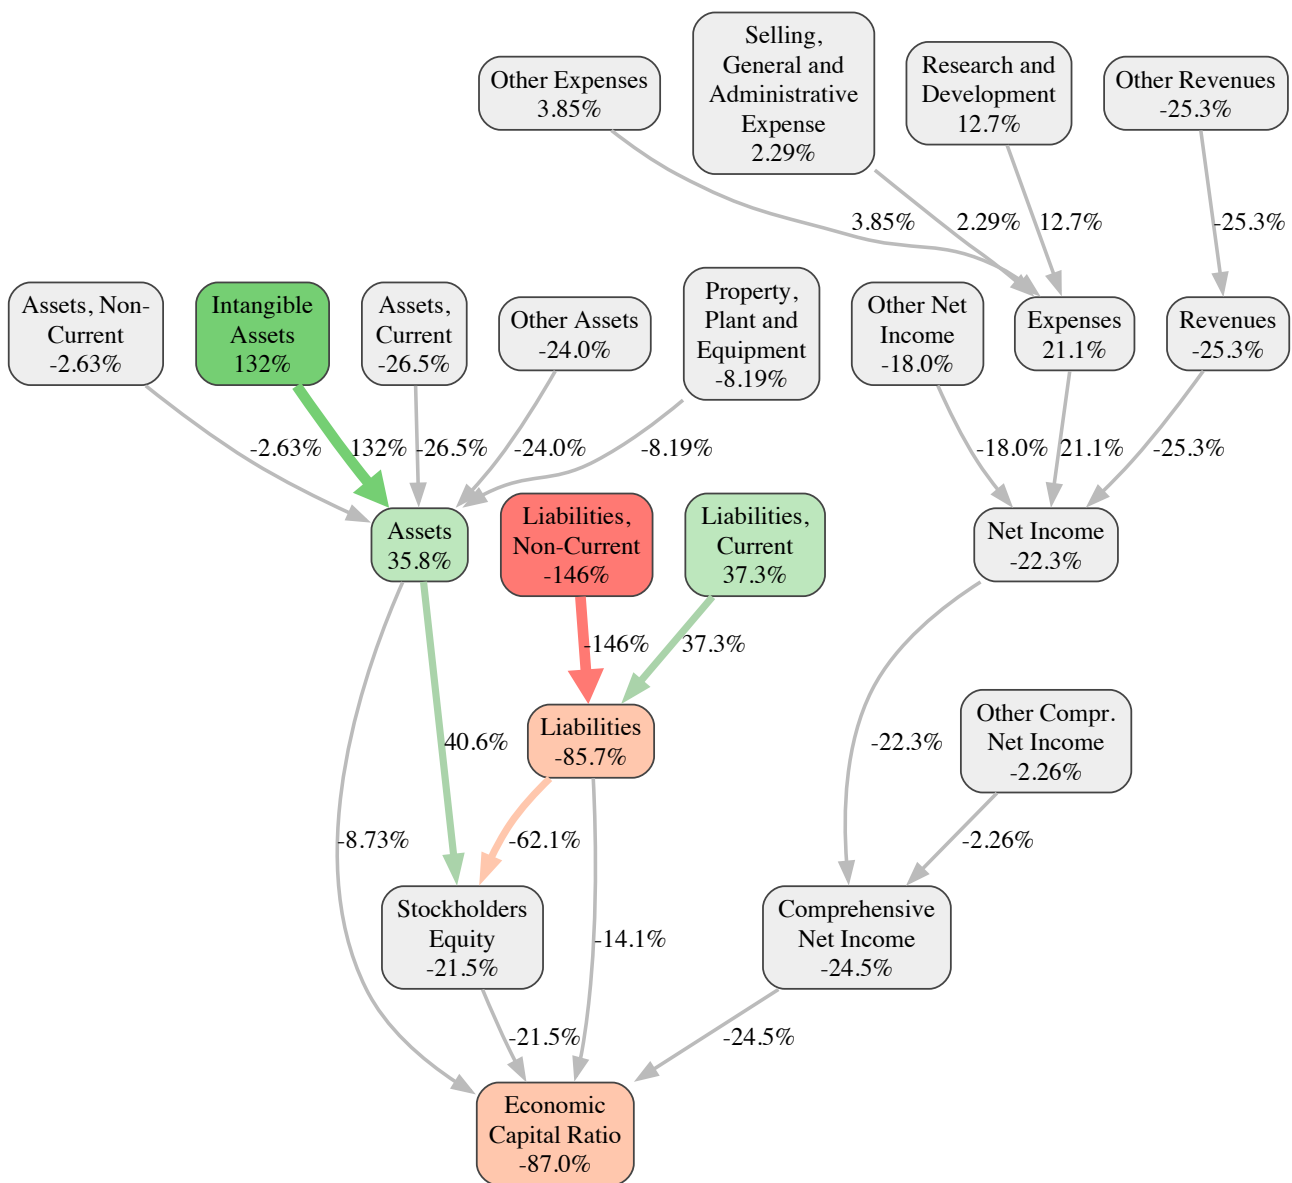 Other Expenses
3.85%
Selling,
General and
Administrative
Expense
2.29%
Research and
Development
12.7%
Other Revenues
-25.3%
3.85%
2.29%
12.7%
-25.3%
Assets, Non-
Current
-2.63%
Intangible
Assets
132%
Assets,
Current
-26.5%
Other Assets
-24.0%
Property,
Plant and
Equipment
-8.19%
Other Net
Income
-18.0%
Expenses
21.1%
Revenues
-25.3%
-2.63%
132%
-26.5%
-24.0%
-8.19%
-18.0%
21.1%
-25.3%
Assets
35.8%
Liabilities,
Non-Current
-146%
Liabilities,
Current
37.3%
Net Income
-22.3%
-146%
37.3%
40.6%
Liabilities
-85.7%
-22.3%
Other Compr.
Net Income
-2.26%
-8.73%
-62.1%
-2.26%
Stockholders
Equity
-21.5%
-14.1%
Comprehensive
Net Income
-24.5%
-21.5%
-24.5%
Economic
Capital Ratio
-87.0%